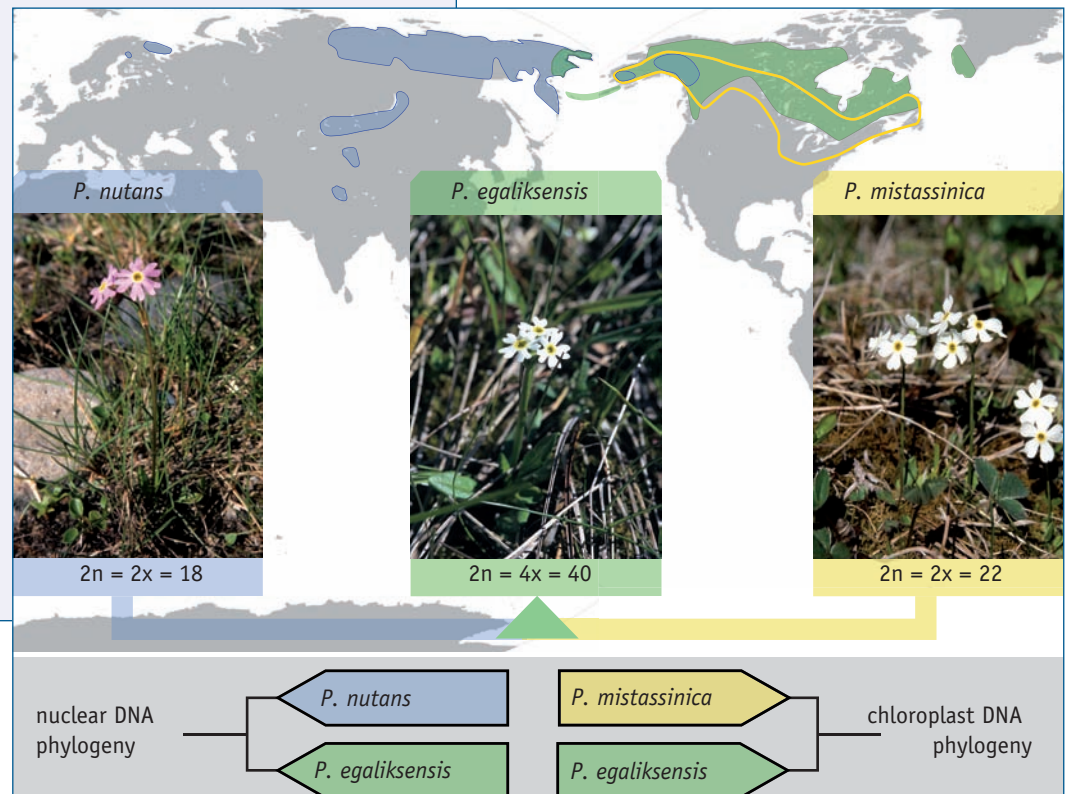 P. nutans
P. egaliksensis
P. mistassinica
2n = 2x = 18
2n = 4x = 40
2n = 2x = 22
nuclear DNA
phylogeny
P. nutans
P. egaliksensis
P. mistassinica
P. egaliksensis
chloroplast DNA
phylogeny